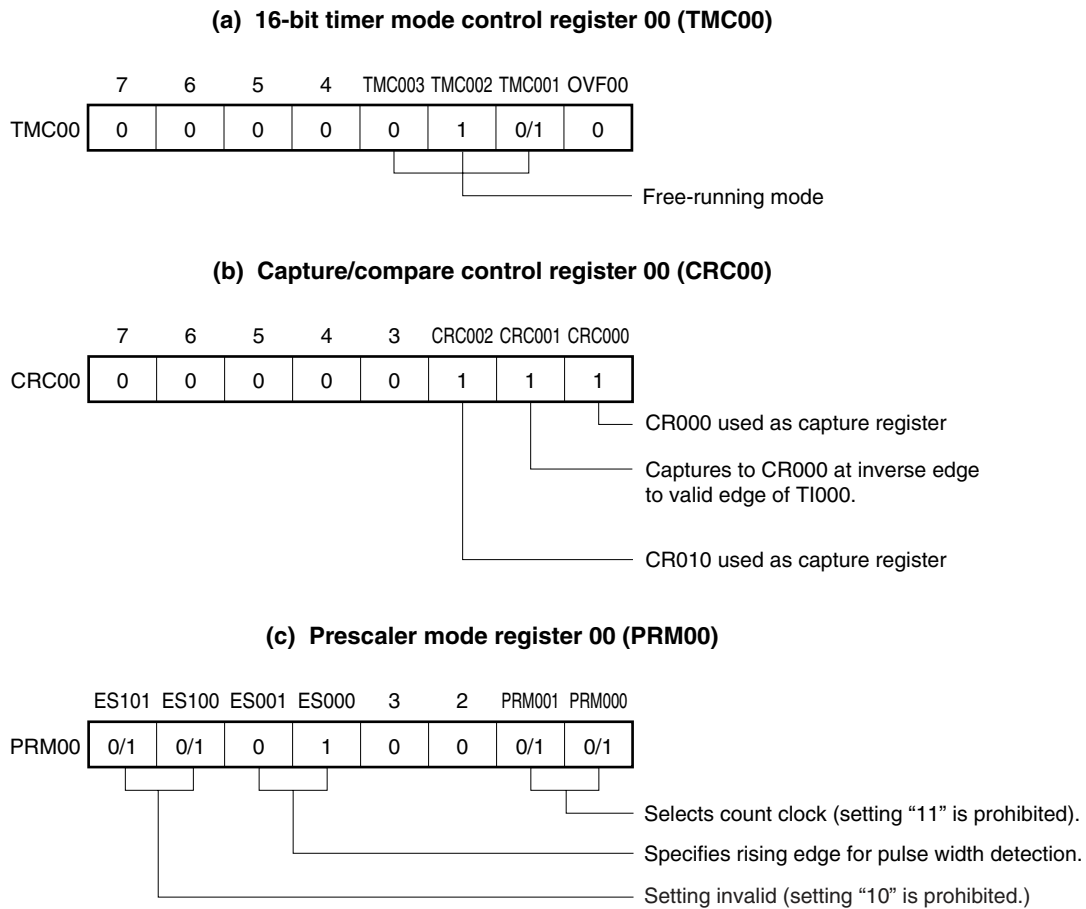 (a) 16-bit timer mode control register 00 (TMC00)
7 6 5 4 TMC003 TMC002 TMC001 OVF00
TMC00 0 0 0 0 0 1 0/1 0
Free-running mode
(b) Capture/compare control register 00 (CRC00)
7 6 5 4 3 CRC002 CRC001 CRC000
CRC00 0 0 0 0 0 1 1 1
CR000 used as capture register
Captures to CR000 at inverse edge
to valid edge of TI000.
CR010 used as capture register
(c) Prescaler mode register 00 (PRM00)
ES101 ES100 ES001 ES000 3 2 PRM001 PRM000
PRM00 0/1 0/1 0 1 0 0 0/1 0/1
Selects count clock (setting “11” is prohibited).
Specifies rising edge for pulse width detection.
Setting invalid (setting “10” is prohibited.)